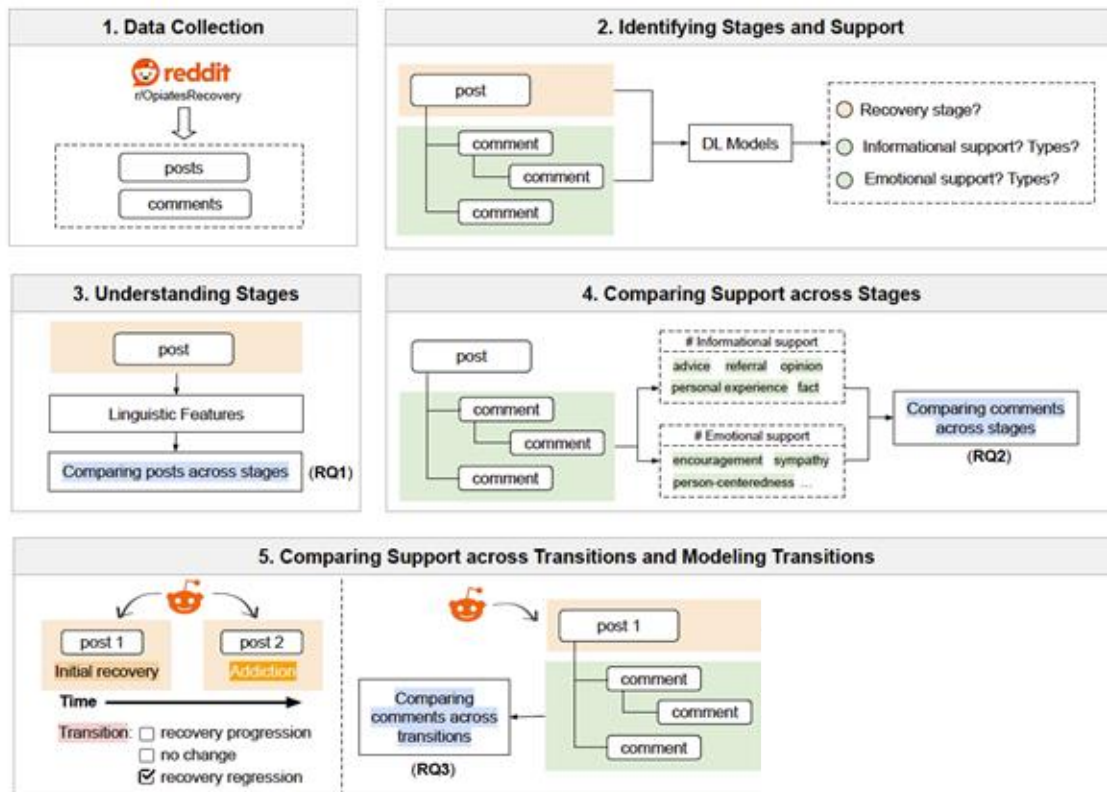 1. Data Collection
reddit
r/OpiatesRecovery
posts
comments
2. Identifying Stages and Support
post
comment
comment
comment
DL Models
Recovery stage?
Informational support? Types?
Emotional support? Types?
3. Understanding Stages
post
Linguistic Features
Comparing posts across stages (RQ1)
4. Comparing Support across Stages
post
comment
comment
comment
# Informational support
advice referral opinion
personal experience fact
# Emotional support
encouragement sympathy
person-centeredness ...
Comparing comments
across stages
(RQ2)
5. Comparing Support across Transitions and Modeling Transitions
post 1
Initial recovery
post 2
Addiction
Time
Transition: recovery progression
no change
recovery regression
Comparing
comments across
transitions
(RQ3)
post 1
comment
comment
comment